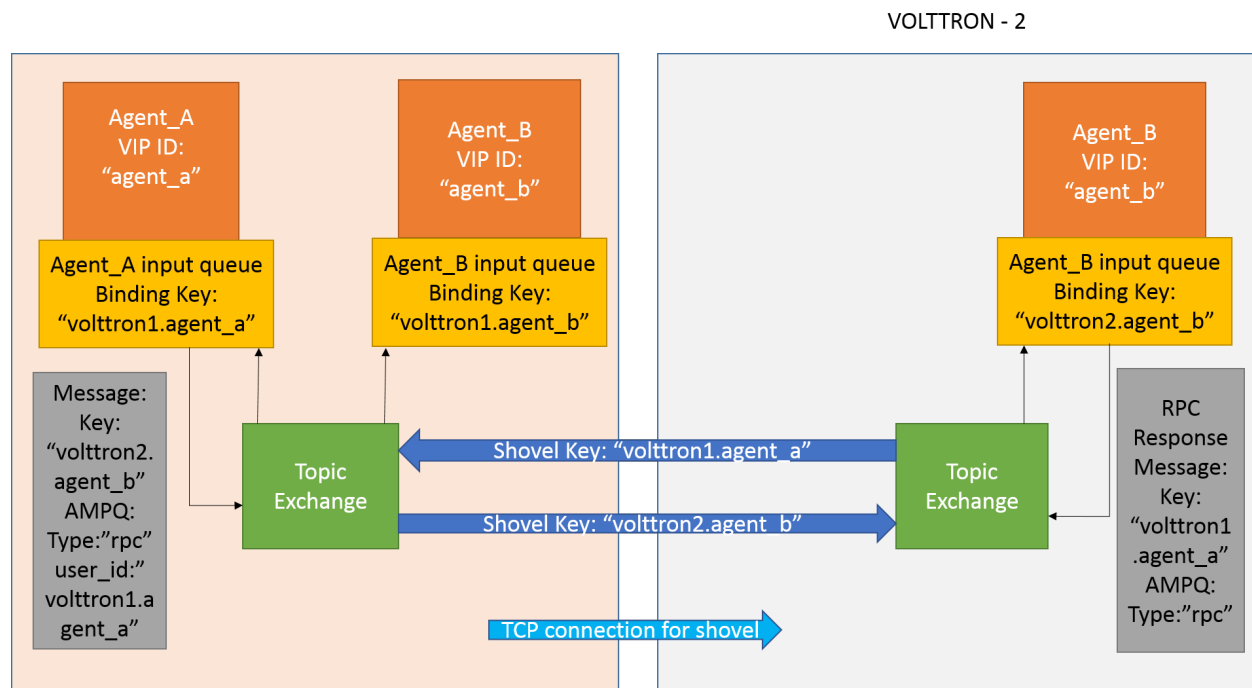 VOLTTRON - 2
Agent_A
VIP ID:
“agent_a”
Agent_B
VIP ID:
“agent_b”
Agent_B
VIP ID:
“agent_b”
Agent_A input queue
Binding Key:
“volttron1.agent_a”
Agent_B input queue
Binding Key:
“volttron1.agent_b”
Agent_B input queue
Binding Key:
“volttron2.agent_b”
Message:
Key:
“volttron2.
agent_b”
AMPQ:
Type:”rpc”
user_id:”
volttron1.a
gent_a”
Topic
Exchange
Shovel Key: “volttron1.agent_a”
Shovel Key: “volttron2.agent_b”
Topic
Exchange
RPC
Response
Message:
Key:
“volttron1
.agent_a”
AMPQ:
Type:”rpc”
TCP connection for shovel